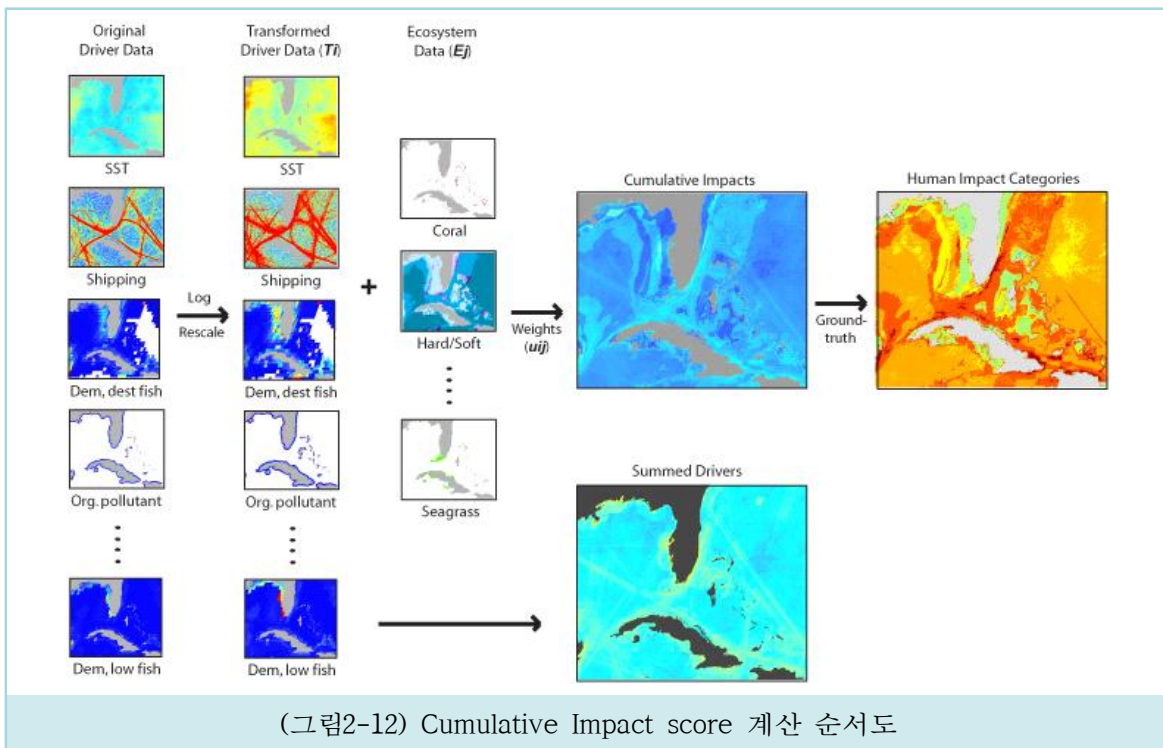 Original
Driver Data
Transformed
Driver Data (Ti)
Ecosystem
Data (Ej)
SST
SST
Shipping
Shipping
Log
Rescale
Dem, dest fish
Dem, dest fish
Org. pollutant
Org. pollutant
Dem, low fish
Dem, low fish
+
Coral
Hard/Soft
Seagrass
Weights
(uij)
Cumulative Impacts
Ground-
truth
Human Impact Categories
Summed Drivers
(그림2-12) Cumulative Impact score 계산 순서도